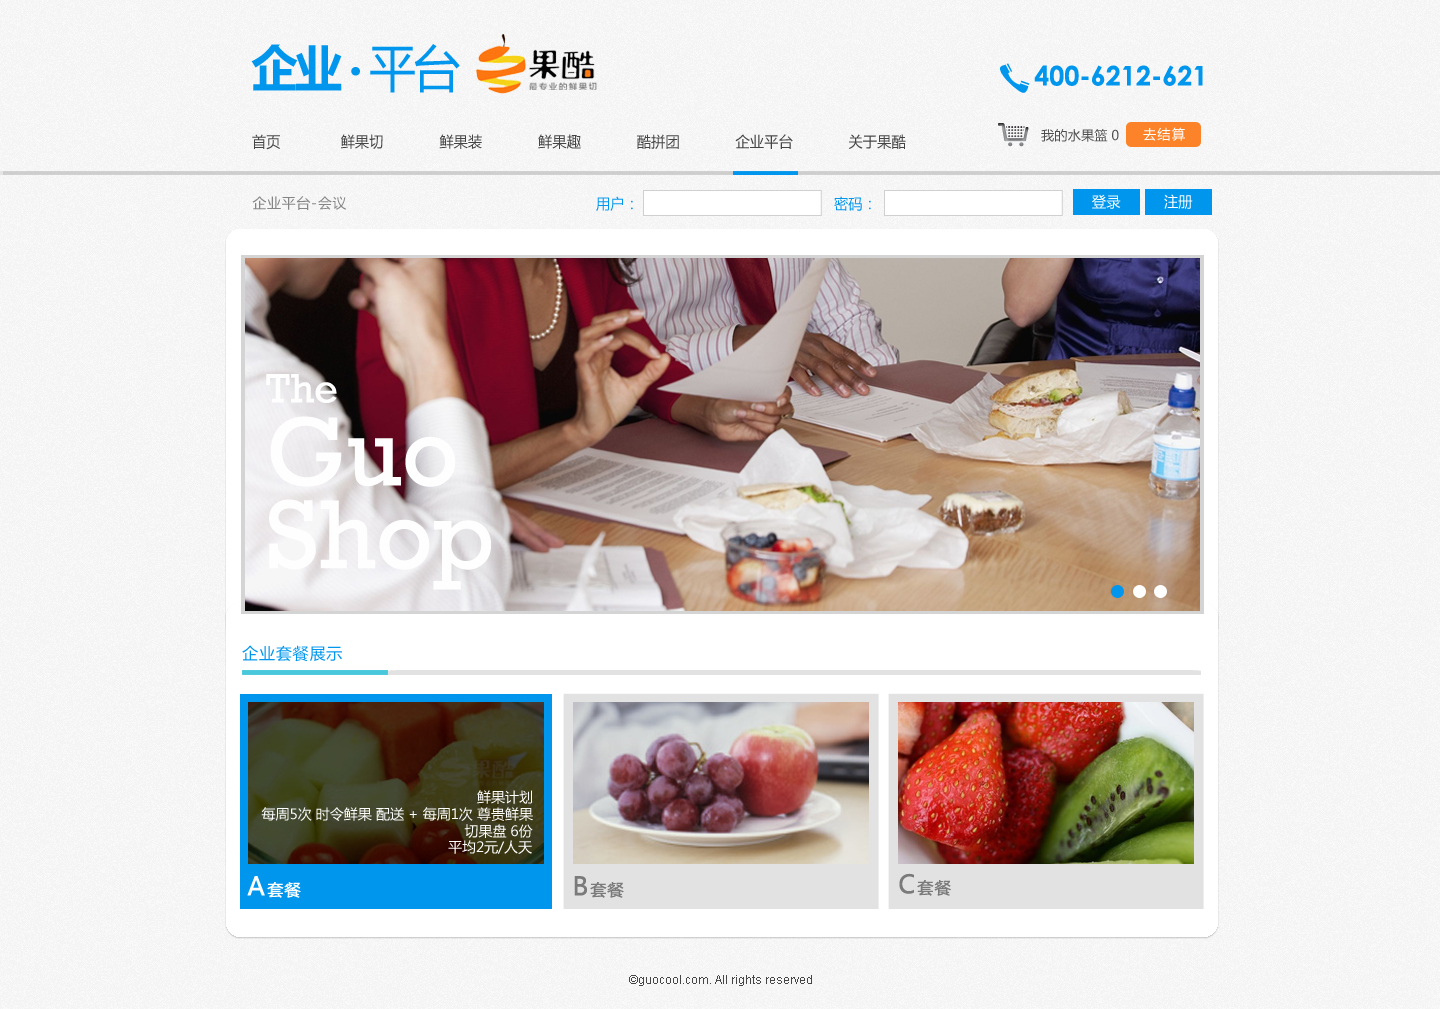 企业·平台 果酷
最专业的鲜果切
400-6212-621
首页 鲜果切 鲜果装 鲜果趣 酷拼团 企业平台 关于果酷
我的水果篮 0 去结算
企业平台-会议 用户： 密码： 登录 注册
The
Guo
Shop
企业套餐展示
果酷
鲜果计划
每周5次 时令鲜果 配送 + 每周1次 尊贵鲜果
切果盘 6份
平均2元/人天
A 套餐
B 套餐
C 套餐
©guocool.com. All rights reserved